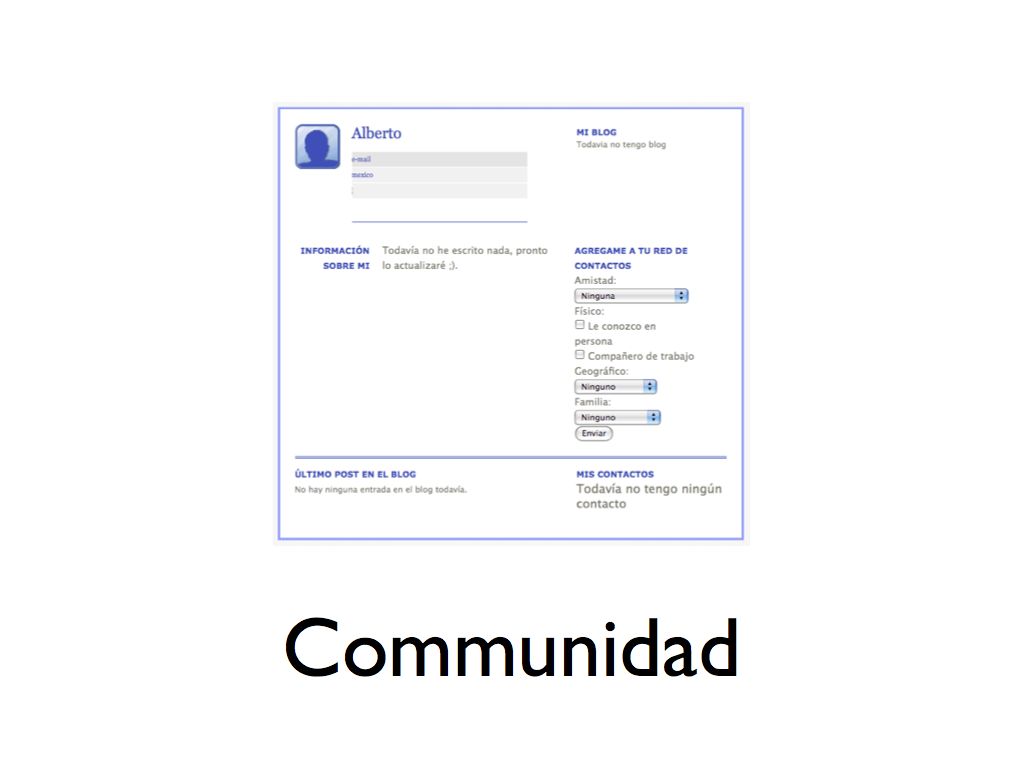 Alberto
e-mail
mexico
:
MI BLOG
Todavía no tengo blog
INFORMACIÓN
SOBRE MI
Todavía no he escrito nada, pronto
lo actualizaré ;).
AGREGAME A TU RED DE
CONTACTOS
Amistad:
Ninguna
Físico:
Le conozco en
persona
Compañero de trabajo
Geográfico:
Ninguno
Familia:
Ninguno
Enviar
ÚLTIMO POST EN EL BLOG
No hay ninguna entrada en el blog todavía.
MIS CONTACTOS
Todavía no tengo ningún
contacto
Communidad